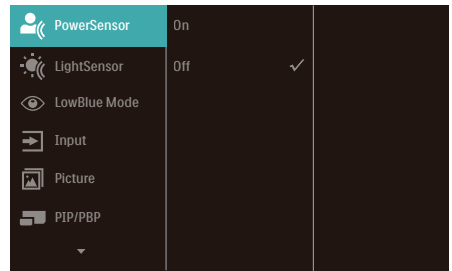 PowerSensor
On
LightSensor
Off
LowBlue Mode
Input
Picture
PIP/PBP